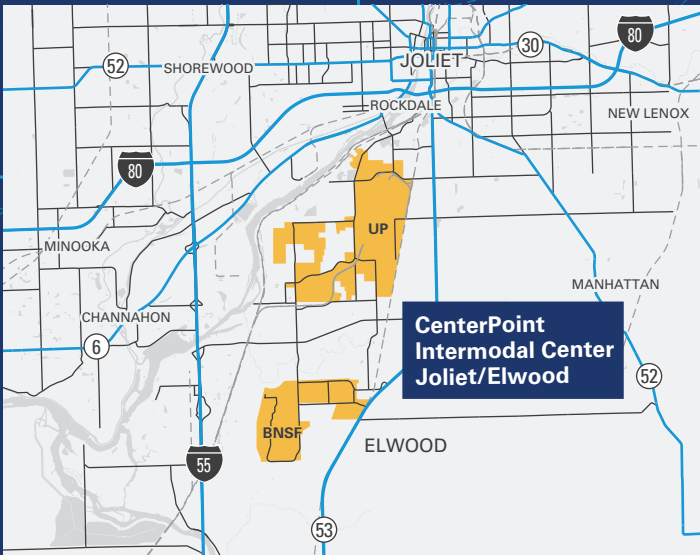 80
30
52
SHOREWOOD
JOLIET
ROCKDALE
NEW LENOX
80
UP
MINOOKA
MANHATTAN
CHANNAHON
6
CenterPoint
Intermodal Center
Joliet/Elwood
52
BNSF
ELWOOD
55
53